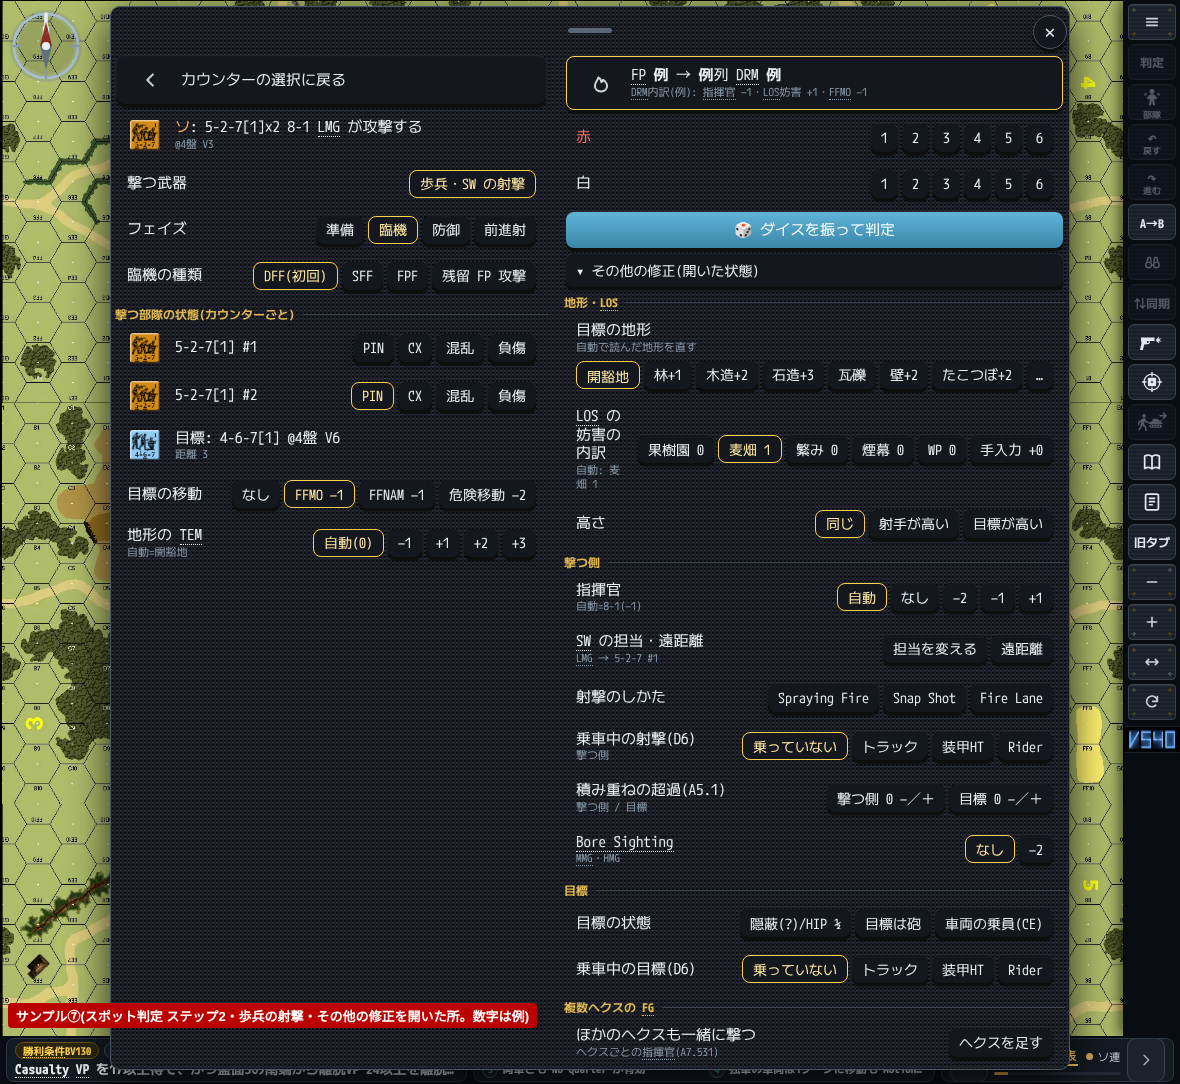 カウンターの選択に戻る
ソ: 5-2-7[1]x2 8-1 LMG が攻撃する
@4盤 V3
撃つ武器
歩兵・SW の射撃
フェイズ
準備 臨機 防御 前進射
臨機の種類
DFF(初回) SFF FPF 残留 FP 攻撃
撃つ部隊の状態(カウンターごと)
5-2-7[1] #1
PIN CX 混乱 負傷
5-2-7[1] #2
PIN CX 混乱 負傷
目標: 4-6-7[1] @4盤 V6
距離 3
目標の移動
なし FFMO −1 FFNAM −1 危険移動 −2
地形の TEM
自動=開豁地
自動(0) −1 +1 +2 +3
FP 例 → 例列 DRM 例
DRM内訳(例): 指揮官 −1・LOS妨害 +1・FFMO −1
赤
1 2 3 4 5 6
白
1 2 3 4 5 6
🎲 ダイスを振って判定
▼ その他の修正(開いた状態)
地形・LOS
目標の地形
自動で読んだ地形を直す
開豁地 林+1 木造+2 石造+3 瓦礫 壁+2 たこつぼ+2 …
LOS の
妨害の
内訳
自動: 麦
畑 1
果樹園 0 麦畑 1 繁み 0 煙幕 0 WP 0 手入力 +0
高さ
同じ 射手が高い 目標が高い
撃つ側
指揮官
自動=8-1(−1)
自動 なし −2 −1 +1
SW の担当・遠距離
LMG → 5-2-7 #1
担当を変える 遠距離
射撃のしかた
Spraying Fire Snap Shot Fire Lane
乗車中の射撃(D6)
撃つ側
乗っていない トラック 装甲HT Rider
積み重ねの超過(A5.1)
撃つ側 / 目標
撃つ側 0 −／＋ 目標 0 −／＋
Bore Sighting
MMG・HMG
なし −2
目標
目標の状態
隠蔽(?)/HIP ½ 目標は砲 車両の乗員(CE)
乗車中の目標(D6)
乗っていない トラック 装甲HT Rider
複数ヘクスの FG
ほかのヘクスも一緒に撃つ
ヘクスごとの指揮官(A7.531)
ヘクスを足す
サンプル⑦(スポット判定 ステップ2・歩兵の射撃・その他の修正を開いた所。数字は例)
勝利条件BV130
Casualty VP
ソ連
判定
部隊
戻す
進む
A→B
同期
旧タブ
V540
3
4
5